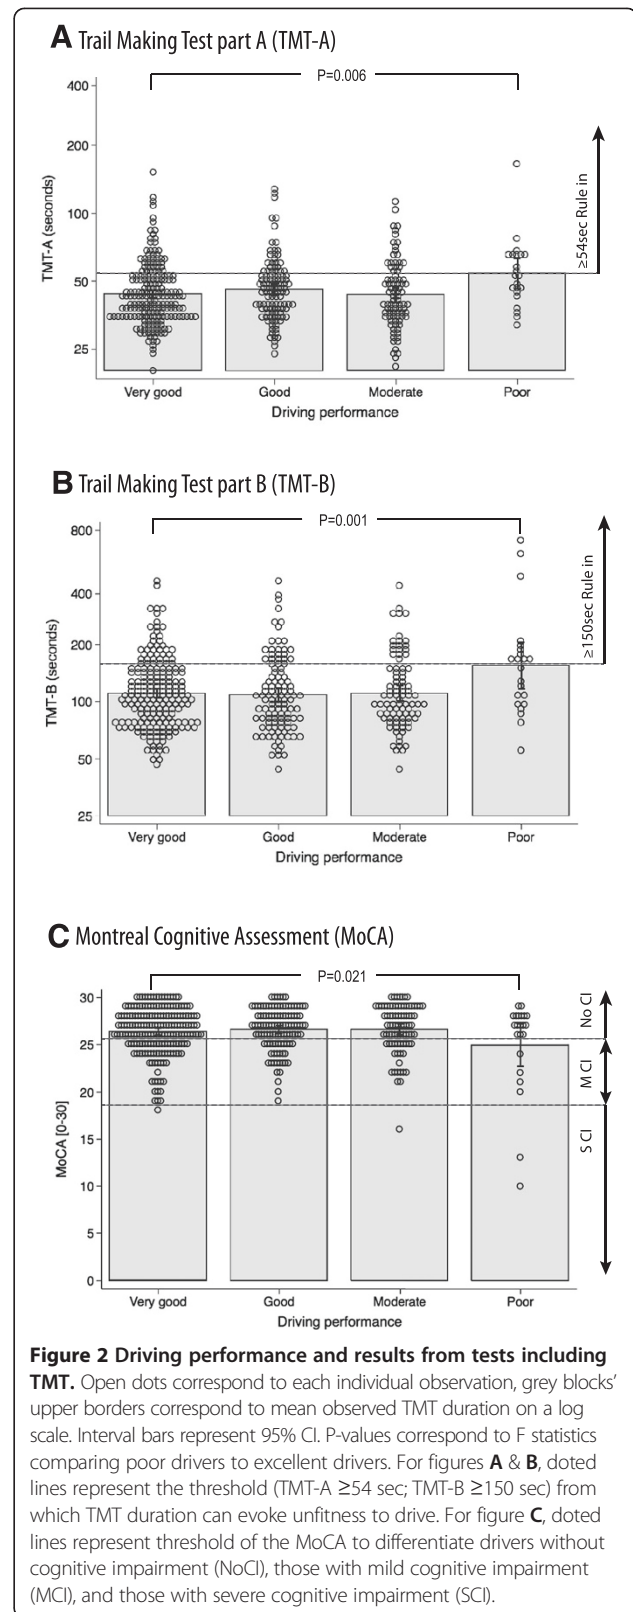 A Trail Making Test part A (TMT-A)
P=0.006
400
200
100
50
25
TMT-A (seconds)
≥54sec Rule in
Very good Good Moderate Poor
Driving performance
B Trail Making Test part B (TMT-B)
P=0.001
800
400
200
100
50
25
TMT-B (seconds)
≥150sec Rule in
Very good Good Moderate Poor
Driving performance
C Montreal Cognitive Assessment (MoCA)
P=0.021
30
25
20
15
10
5
0
MoCA [0-30]
No CI
M CI
S CI
Very good Good Moderate Poor
Driving performance
Figure 2 Driving performance and results from tests including
TMT. Open dots correspond to each individual observation, grey blocks'
upper borders correspond to mean observed TMT duration on a log
scale. Interval bars represent 95% CI. P-values correspond to F statistics
comparing poor drivers to excellent drivers. For figures A & B, doted
lines represent the threshold (TMT-A ≥54 sec; TMT-B ≥150 sec) from
which TMT duration can evoke unfitness to drive. For figure C, doted
lines represent threshold of the MoCA to differentiate drivers without
cognitive impairment (NoCI), those with mild cognitive impairment
(MCI), and those with severe cognitive impairment (SCI).